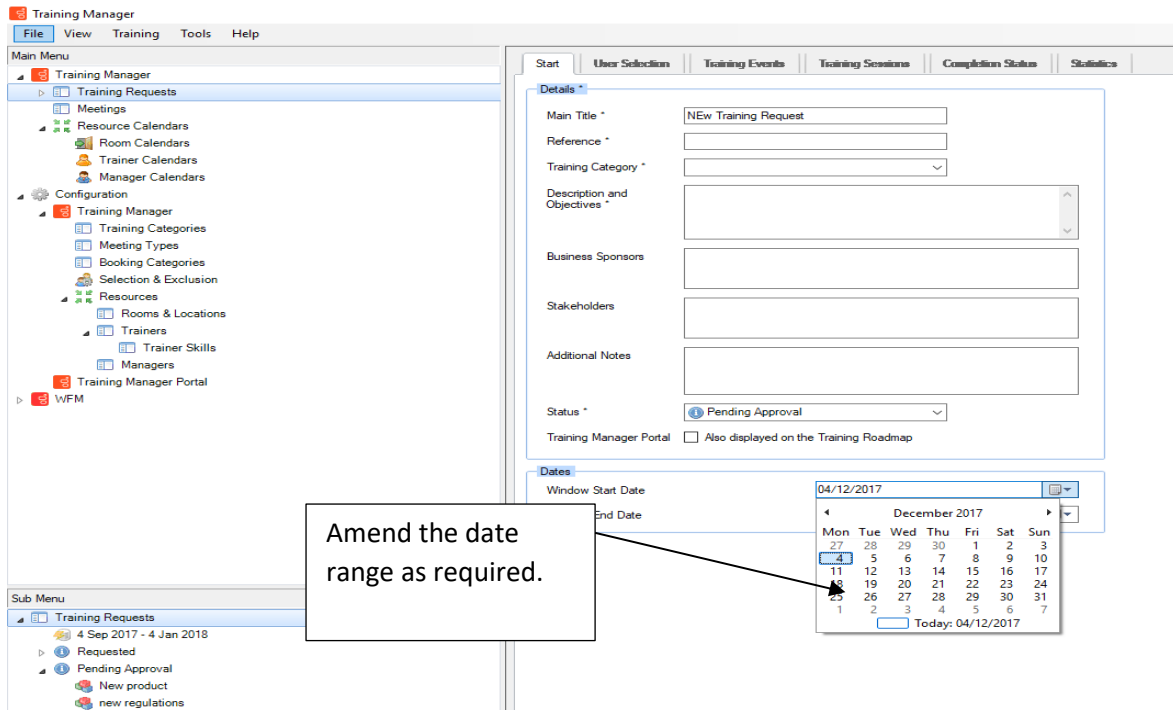 Training Manager
File View Training Tools Help
Main Menu
Training Manager
Training Requests
Meetings
Resource Calendars
Room Calendars
Trainer Calendars
Manager Calendars
Configuration
Training Manager
Training Categories
Meeting Types
Booking Categories
Selection & Exclusion
Resources
Rooms & Locations
Trainers
Trainer Skills
Managers
Training Manager Portal
WFM
Sub Menu
Training Requests
4 Sep 2017 - 4 Jan 2018
Requested
Pending Approval
New product
new regulations
Start User Selection Training Events Training Sessions Completion Status Statistics
Details *
Main Title * NEw Training Request
Reference *
Training Category *
Description and
Objectives *
Business Sponsors
Stakeholders
Additional Notes
Status * Pending Approval
Training Manager Portal Also displayed on the Training Roadmap
Dates
Window Start Date 04/12/2017
End Date
December 2017
Mon Tue Wed Thu Fri Sat Sun
27 28 29 30 1 2 3
4 5 6 7 8 9 10
11 12 13 14 15 16 17
18 19 20 21 22 23 24
25 26 27 28 29 30 31
1 2 3 4 5 6 7
Today: 04/12/2017
Amend the date
range as required.